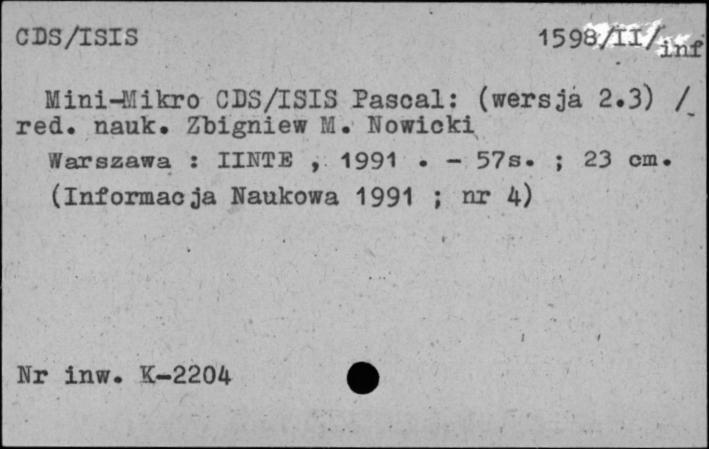 CDS/ISIS 1598/II/inf
Mini-Mikro CDS/ISIS Pascal: (wersja 2.3) /
red. nauk. Zbigniew M. Nowicki
Warszawa : IINTE , 1991 . - 57s. ; 23 cm.
(Informacja Naukowa 1991 ; nr 4)
Nr inw. K-2204